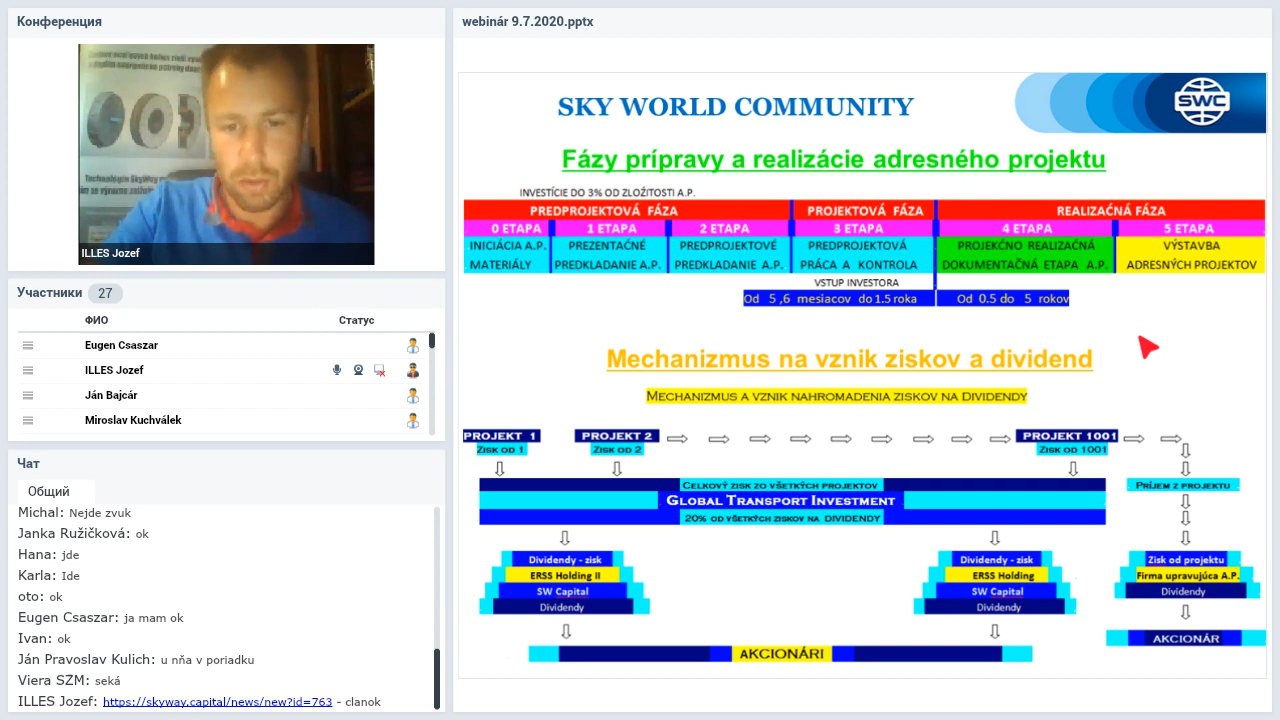 Конференция
ILLES Jozef
Участники 27
ФИО Статус
Eugen Csaszar
ILLES Jozef
Ján Bajcár
Miroslav Kuchválek
Чат
Общий
Michal: Nejde zvuk
Janka Ružičková: ok
Hana: jde
Karla: Ide
oto: ok
Eugen Csaszar: ja mam ok
Ivan: ok
Ján Pravoslav Kulich: u nňa v poriadku
Viera SZM: seká
ILLES Jozef: https://skyway.capital/news/new?id=763 - clanok
webinár 9.7.2020.pptx
SKY WORLD COMMUNITY
SWC
Fázy prípravy a realizácie adresného projektu
INVESTÍCIE DO 3% OD ZLOŽITOSTI A.P.
PREDPROJEKTOVÁ FÁZA PROJEKTOVÁ FÁZA REALIZAČNÁ FÁZA
0 ETAPA 1 ETAPA 2 ETAPA 3 ETAPA 4 ETAPA 5 ETAPA
INICIÁCIA A.P. PREZENTAČNÉ PREDPROJEKTOVÉ PREDPROJEKTOVÁ PROJEKČNO REALIZAČNÁ VÝSTAVBA
MATERIÁLY PREDKLADANIE A.P. PREDKLADANIE A.P. PRÁCA A KONTROLA DOKUMENTAČNÁ ETAPA A.P. ADRESNÝCH PROJEKTOV
VSTUP INVESTORA
Od 5 ,6 mesiacov do 1.5 roka Od 0.5 do 5 rokov
Mechanizmus na vznik ziskov a dividend
Mechanizmus a vznik nahromadenia ziskov na Dividendy
PROJEKT 1 PROJEKT 2 PROJEKT 1001
Zisk od 1 Zisk od 2 Zisk od 1001
Celkový zisk zo všetkých projektov Príjem z projektu
Global Transport Investment
20% od všetkých ziskov na dividendy
Dividendy - zisk Dividendy - zisk Zisk od projektu
ERSS Holding II ERSS Holding Firma upravujúca A.P.
SW Capital SW Capital Dividendy
Dividendy Dividendy
AKCIONÁR
AKCIONÁRI